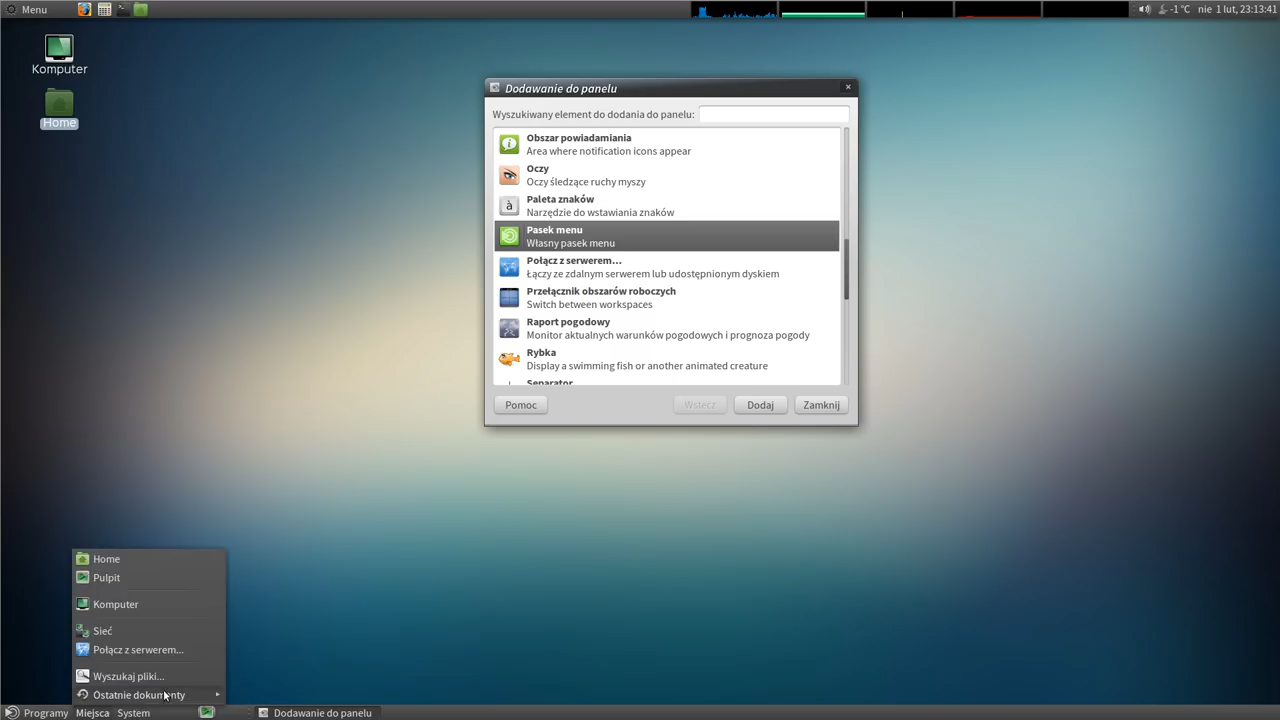 Menu
-1 °C nie 1 lut, 23:13:41
Komputer
Home
Dodawanie do panelu
Wyszukiwany element do dodania do panelu:
Obszar powiadamiania
Area where notification icons appear
Oczy
Oczy śledzące ruchy myszy
Paleta znaków
Narzędzie do wstawiania znaków
Pasek menu
Własny pasek menu
Połącz z serwerem...
Łączy ze zdalnym serwerem lub udostępnionym dyskiem
Przełącznik obszarów roboczych
Switch between workspaces
Raport pogodowy
Monitor aktualnych warunków pogodowych i prognoza pogody
Rybka
Display a swimming fish or another animated creature
Separator
Pomoc Wstecz Dodaj Zamknij
Home
Pulpit
Komputer
Sieć
Połącz z serwerem...
Wyszukaj pliki...
Ostatnie dokumenty
Programy Miejsca System Dodawanie do panelu